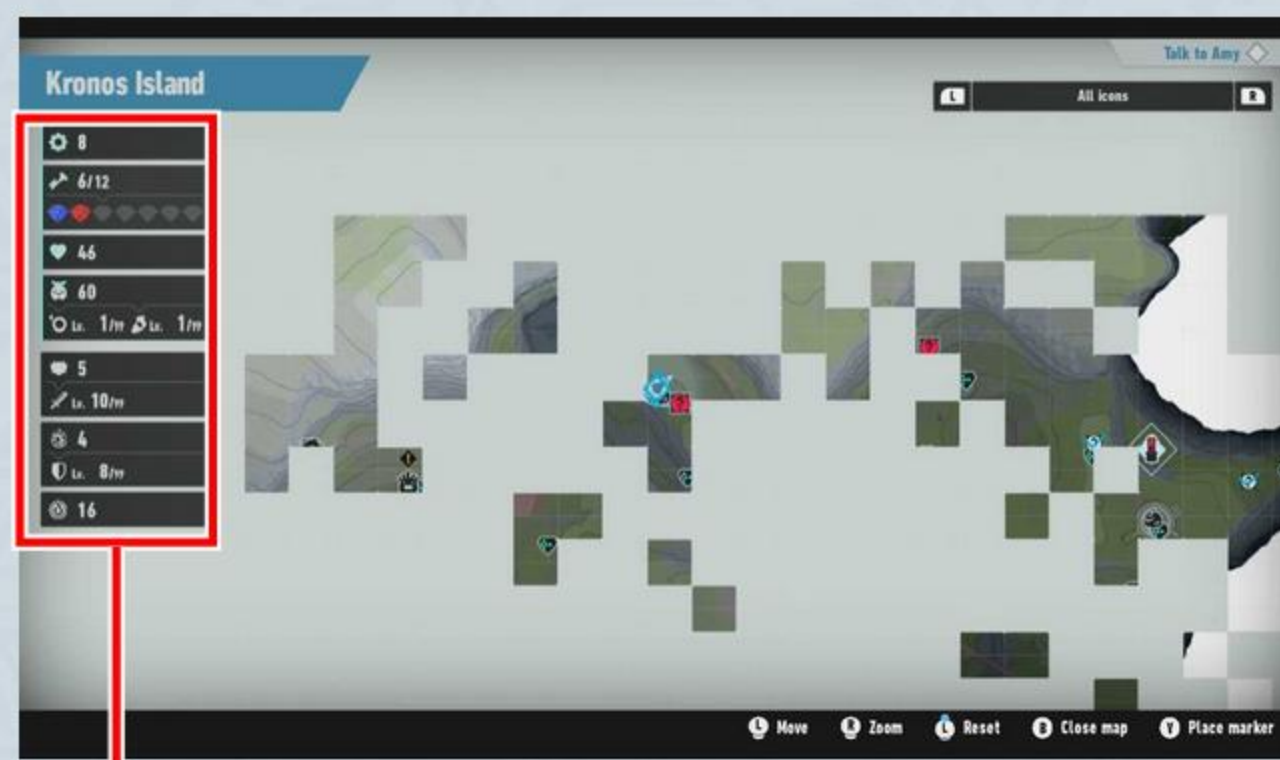 Talk to Amy
Kronos Island
L All icons R
8
6/12
46
60
Lv. 1/99 Lv. 1/99
5
Lv. 10/99
4
Lv. 8/99
16
L Move R Zoom L Reset B Close map Y Place marker